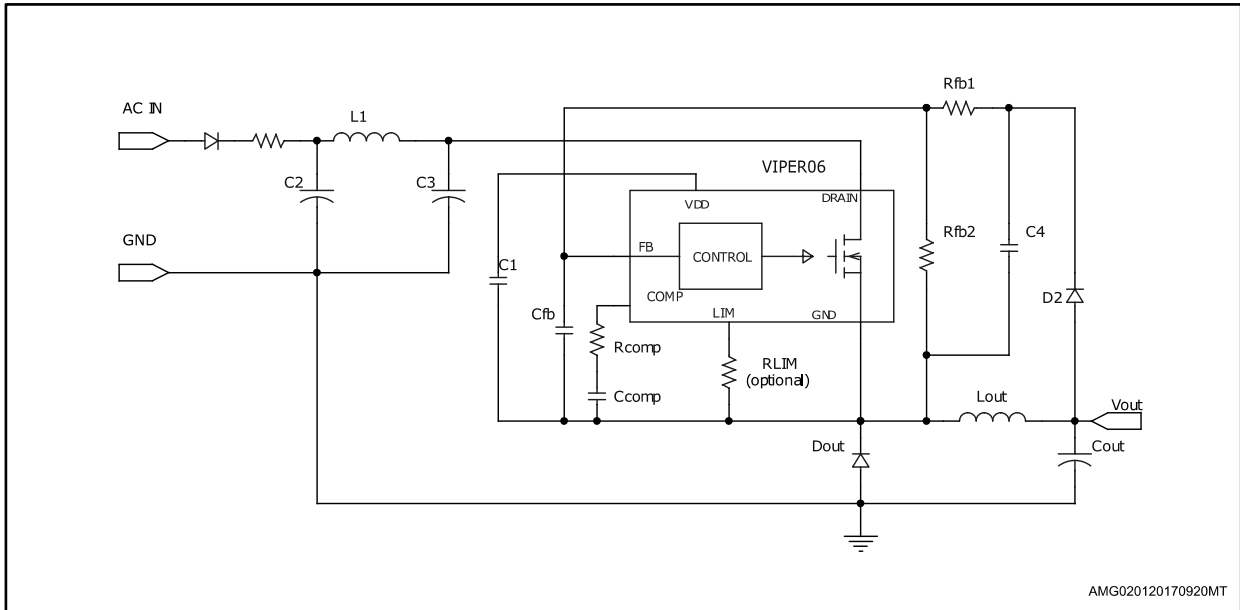 Rfb1
AC IN
L1
VIPER06
C2
C3
VDD
DRAIN
GND
FB
CONTROL
Rfb2
C4
C1
COMP
D2
Cfb
LIM
GND
Rcomp
RLIM
(optional)
Ccomp
Lout
Vout
Dout
Cout
AMG020120170920MT